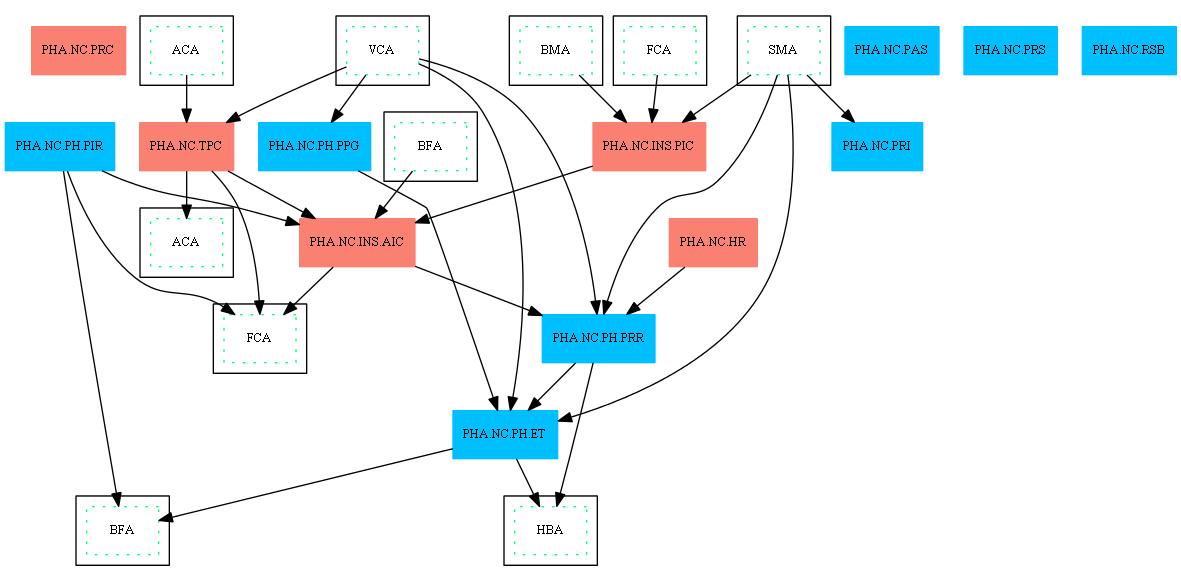 PHA.NC.PRC
ACA
VCA
BMA
FCA
SMA
PHA.NC.PAS
PHA.NC.PRS
PHA.NC.RSB
PHA.NC.PH.PIR
PHA.NC.TPC
PHA.NC.PH.PPG
BFA
PHA.NC.INS.PIC
PHA.NC.PRI
ACA
PHA.NC.INS.AIC
PHA.NC.HR
FCA
PHA.NC.PH.PRR
PHA.NC.PH.ET
BFA
HBA